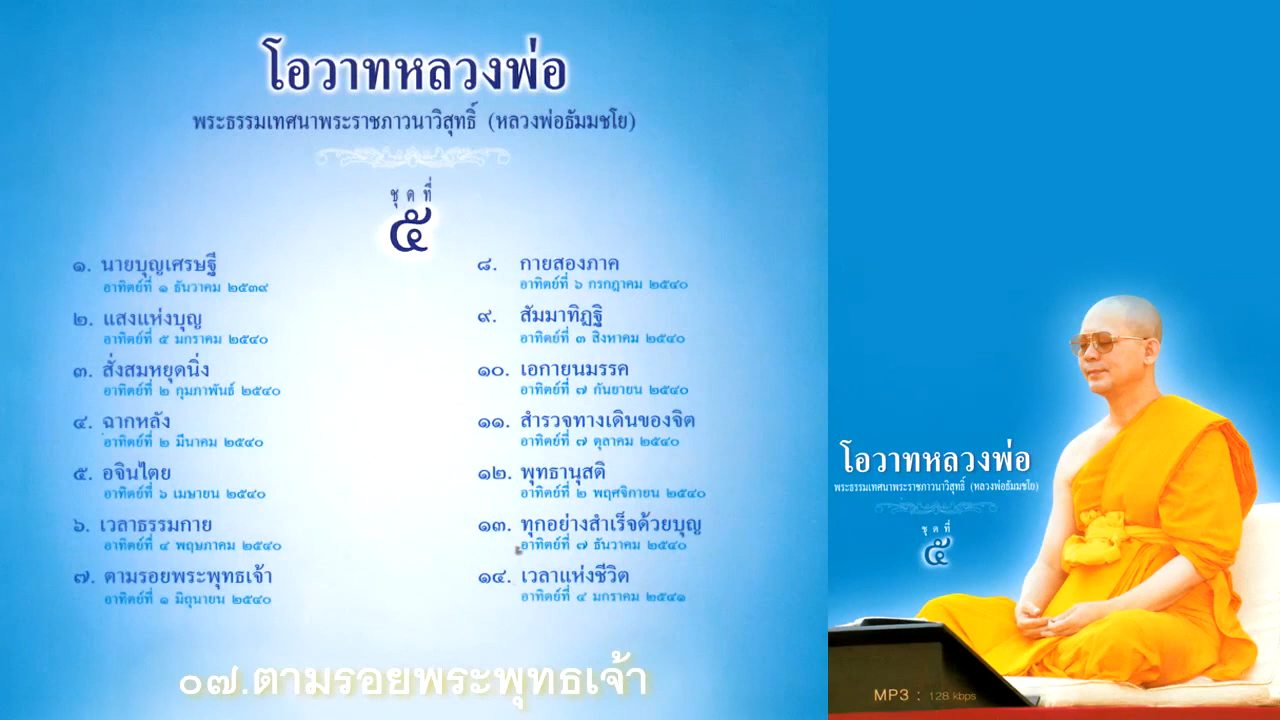 โอวาทหลวงพ่อ
พระธรรมเทศนาพระราชภาวนาวิสุทธิ์ (หลวงพ่อธัมมชโย)
ชุดที่
๕
๑. นายบุญเศรษฐี
อาทิตย์ที่ ๑ ธันวาคม ๒๕๓๙
๒. แสงแห่งบุญ
อาทิตย์ที่ ๕ มกราคม ๒๕๔๐
๓. สั่งสมหยุดนิ่ง
อาทิตย์ที่ ๒ กุมภาพันธ์ ๒๕๔๐
๔. ฉากหลัง
อาทิตย์ที่ ๒ มีนาคม ๒๕๔๐
๕. อจินไตย
อาทิตย์ที่ ๖ เมษายน ๒๕๔๐
๖. เวลาธรรมกาย
อาทิตย์ที่ ๔ พฤษภาคม ๒๕๔๐
๗. ตามรอยพระพุทธเจ้า
อาทิตย์ที่ ๑ มิถุนายน ๒๕๔๐
๘. กายสองภาค
อาทิตย์ที่ ๖ กรกฎาคม ๒๕๔๐
๙. สัมมาทิฏฐิ
อาทิตย์ที่ ๓ สิงหาคม ๒๕๔๐
๑๐. เอกายนมรรค
อาทิตย์ที่ ๗ กันยายน ๒๕๔๐
๑๑. สำรวจทางเดินของจิต
อาทิตย์ที่ ๗ ตุลาคม ๒๕๔๐
๑๒. พุทธานุสติ
อาทิตย์ที่ ๒ พฤศจิกายน ๒๕๔๐
๑๓. ทุกอย่างสำเร็จด้วยบุญ
อาทิตย์ที่ ๗ ธันวาคม ๒๕๔๐
๑๔. เวลาแห่งชีวิต
อาทิตย์ที่ ๔ มกราคม ๒๕๔๑
๐๗.ตามรอยพระพุทธเจ้า
โอวาทหลวงพ่อ
พระธรรมเทศนาพระราชภาวนาวิสุทธิ์ (หลวงพ่อธัมมชโย)
ชุดที่
๕
MP3 : 128 kbps